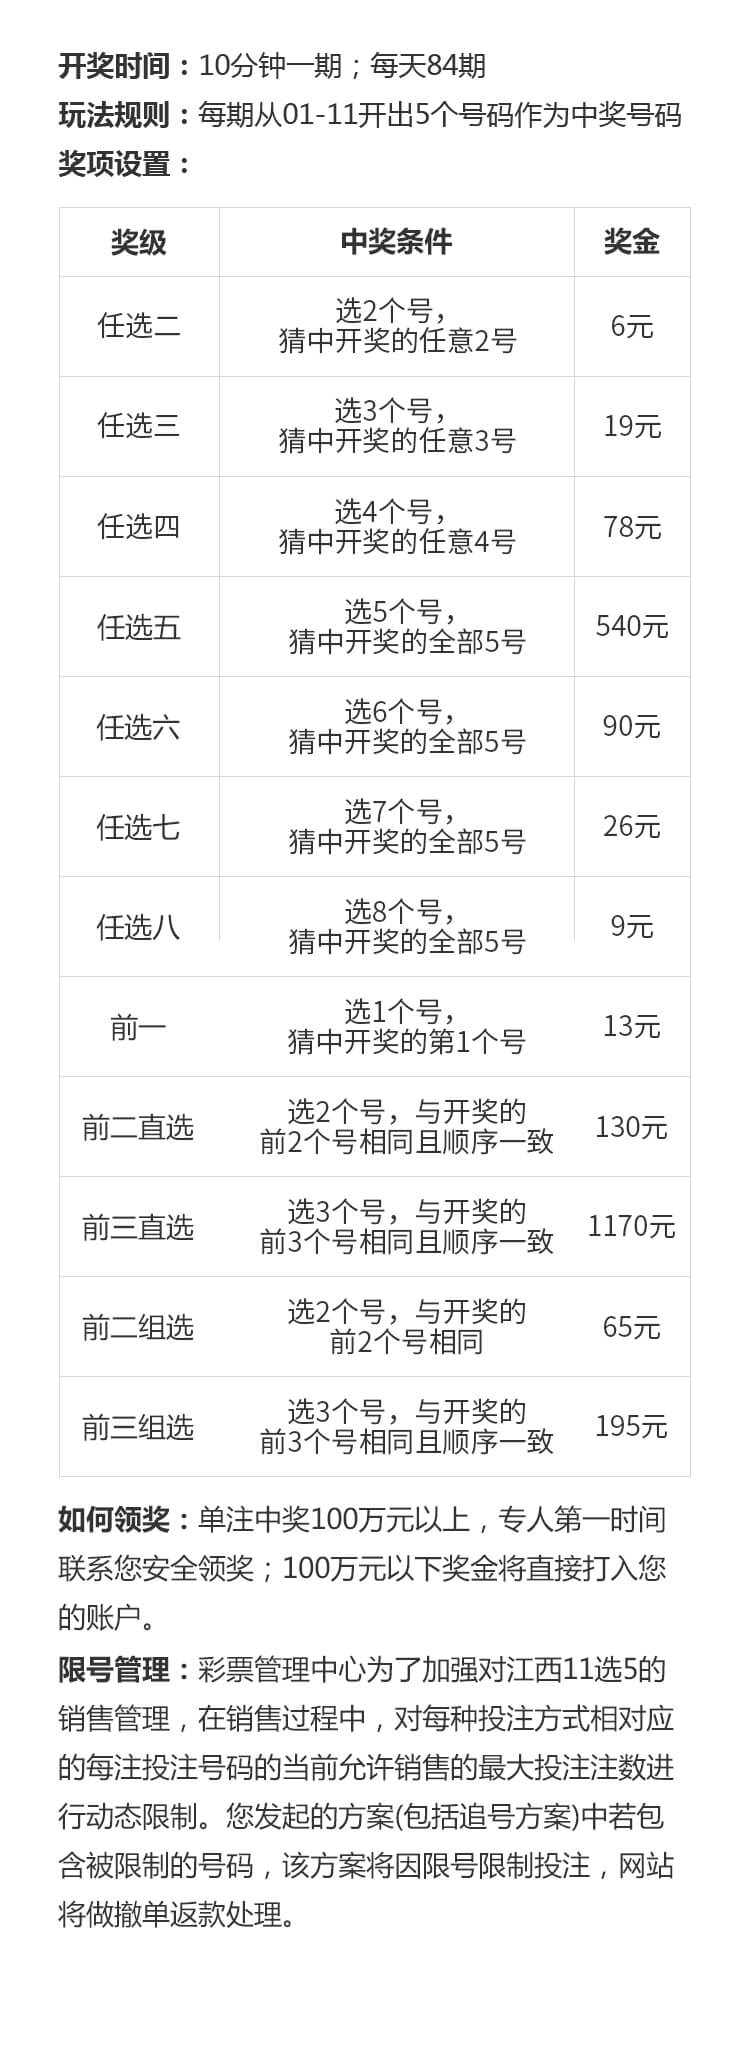 开奖时间：10分钟一期；每天84期
玩法规则：每期从01-11开出5个号码作为中奖号码
奖项设置：
奖级 中奖条件 奖金
任选二 选2个号， 6元
猜中开奖的任意2号
任选三 选3个号， 19元
猜中开奖的任意3号
任选四 选4个号， 78元
猜中开奖的任意4号
任选五 选5个号， 540元
猜中开奖的全部5号
任选六 选6个号， 90元
猜中开奖的全部5号
任选七 选7个号， 26元
猜中开奖的全部5号
任选八 选8个号， 9元
猜中开奖的全部5号
前一 选1个号， 13元
猜中开奖的第1个号
前二直选 选2个号，与开奖的 130元
前2个号相同且顺序一致
前三直选 选3个号，与开奖的 1170元
前3个号相同且顺序一致
前二组选 选2个号，与开奖的 65元
前2个号相同
前三组选 选3个号，与开奖的 195元
前3个号相同且顺序一致
如何领奖：单注中奖100万元以上，专人第一时间
联系您安全领奖；100万元以下奖金将直接打入您
的账户。
限号管理：彩票管理中心为了加强对江西11选5的
销售管理，在销售过程中，对每种投注方式相对应
的每注投注号码的当前允许销售的最大投注注数进
行动态限制。您发起的方案(包括追号方案)中若包
含被限制的号码，该方案将因限号限制投注，网站
将做撤单返款处理。